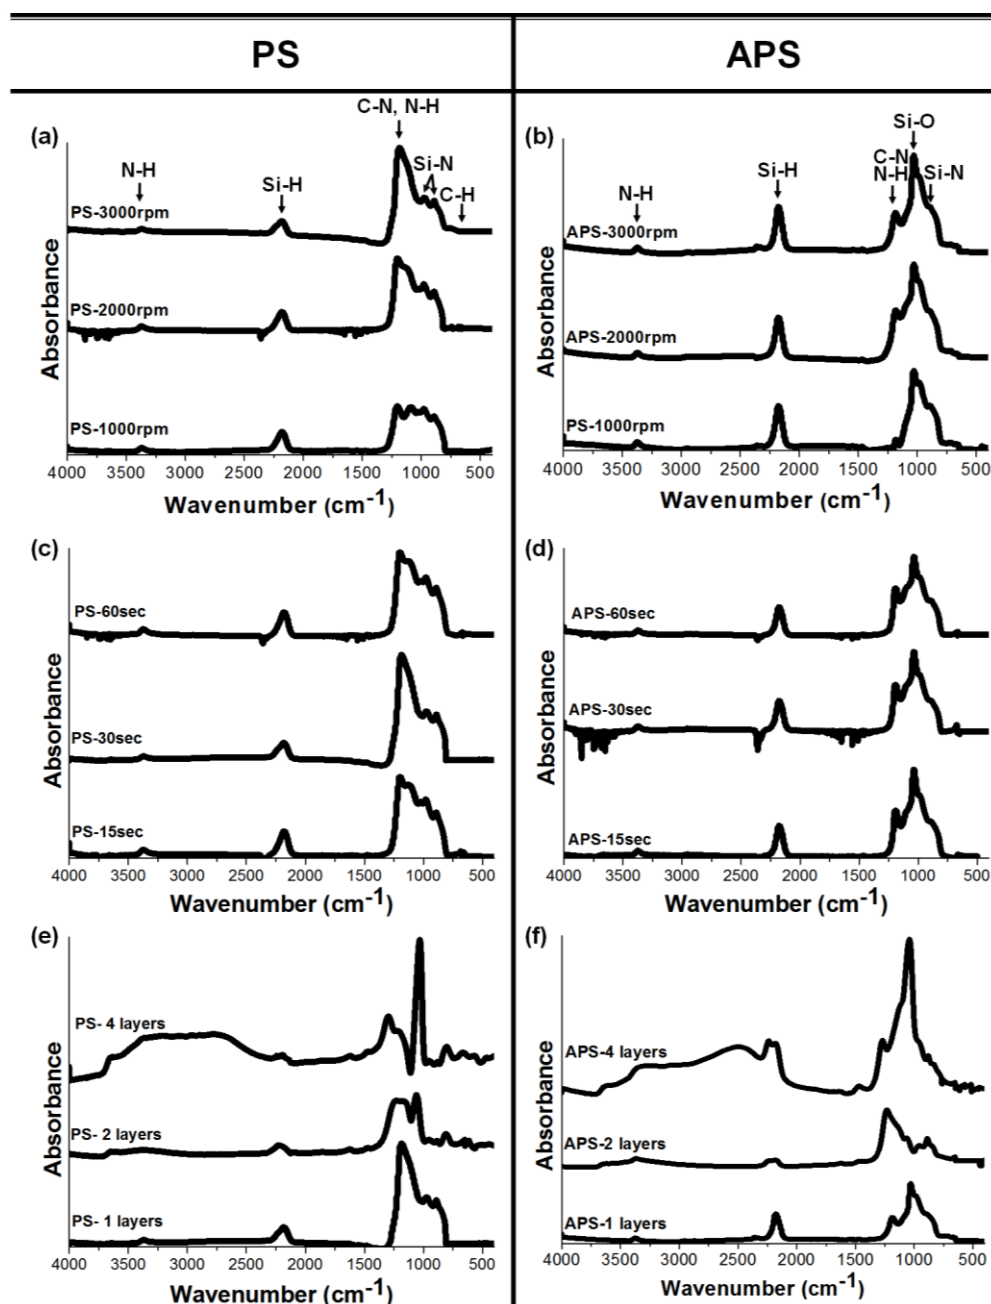 PS
APS
(a)
C-N, N-H
N-H
Si-H
Si-N
C-H
PS-3000rpm
PS-2000rpm
PS-1000rpm
Absorbance
4000 3500 3000 2500 2000 1500 1000 500
Wavenumber (cm-1)
(b)
Si-O
C-N
N-H
Si-N
Si-H
N-H
APS-3000rpm
APS-2000rpm
PS-1000rpm
Absorbance
4000 3500 3000 2500 2000 1500 1000 500
Wavenumber (cm-1)
(c)
PS-60sec
PS-30sec
PS-15sec
Absorbance
4000 3500 3000 2500 2000 1500 1000 500
Wavenumber (cm-1)
(d)
APS-60sec
APS-30sec
APS-15sec
Absorbance
4000 3500 3000 2500 2000 1500 1000 500
Wavenumber (cm-1)
(e)
PS- 4 layers
PS- 2 layers
PS- 1 layers
Absorbance
4000 3500 3000 2500 2000 1500 1000 500
Wavenumber (cm-1)
(f)
APS-4 layers
APS-2 layers
APS-1 layers
Absorbance
4000 3500 3000 2500 2000 1500 1000 500
Wavenumber (cm-1)